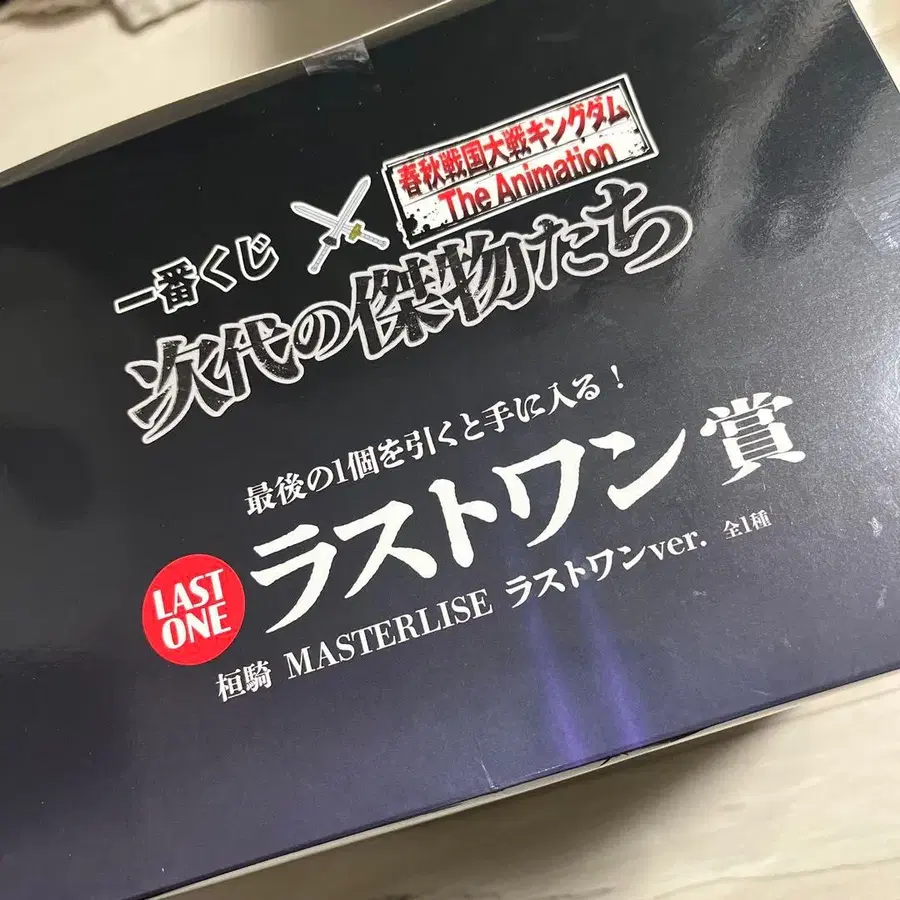 春秋戦国大戦キングダム
The Animation
一番くじ
次代の傑物たち
最後の1個を引くと手に入る！
LAST
ONE
ラストワン賞
桓騎 MASTERLISE ラストワンver. 全1種